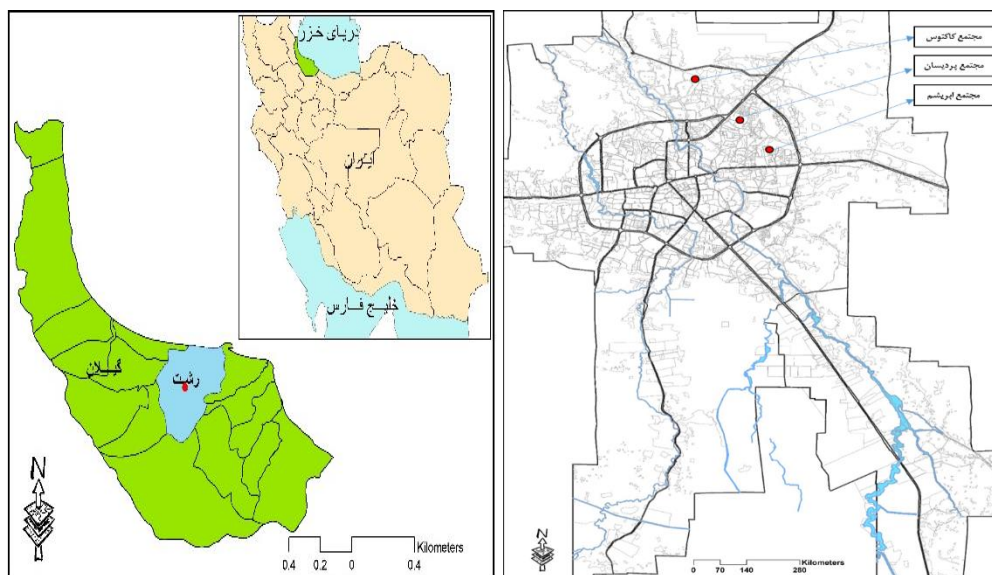 دریای خزر
ایران
خلیج فارس
گیلان
رشت
N
0.4 0.2 0 0.4
Kilometers
مجتمع کاکتوس
مجتمع پردیسان
مجتمع ابریشم
N
Kilometers
0 70 140 280